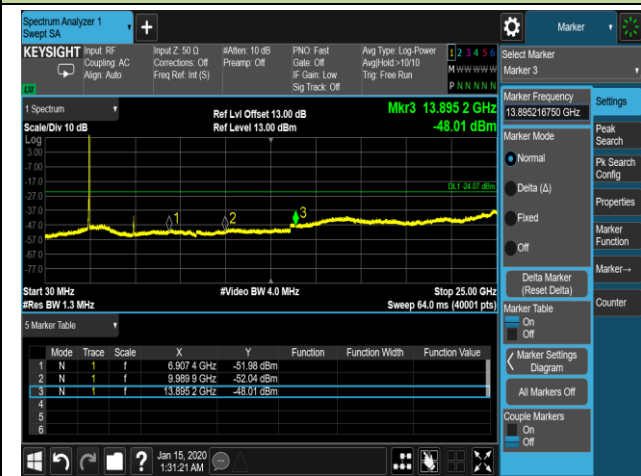 Spectrum Analyzer 1
Swept SA
+
Marker
KEYSIGHT Input: RF Input Z: 50 Ω #Atten: 10 dB PNO: Fast Avg Type: Log-Power 1 2 3 4 5 6
Coupling: AC Corrections: Off Preamp: Off Gate: Off Avg|Hold:>10/10 M W W W W W
Align: Auto Freq Ref: Int (S) IF Gain: Low Trig: Free Run
Sig Track: Off P N N N N N
LXI
Select Marker
Marker 3
1 Spectrum
Ref Lvl Offset 13.00 dB
Mkr3 13.895 2 GHz
Scale/Div 10 dB Ref Level 13.00 dBm -48.01 dBm
Log
3.00
-7.00
-17.0
-27.0
-37.0
-47.0
-57.0
-67.0
-77.0
DL1 -24.07 dBm
1
2
3
Start 30 MHz #Video BW 4.0 MHz Stop 25.00 GHz
#Res BW 1.3 MHz Sweep 64.0 ms (40001 pts)
5 Marker Table
Mode Trace Scale X Y Function Function Width Function Value
1 N 1 f 6.907 4 GHz -51.98 dBm
2 N 1 f 9.989 9 GHz -52.04 dBm
3 N 1 f 13.895 2 GHz -48.01 dBm
4
5
6
Marker Frequency
13.895216750 GHz
Marker Mode
Normal
Delta (Δ)
Fixed
Off
Delta Marker
(Reset Delta)
Marker Table
On
Off
Marker Settings
Diagram
All Markers Off
Couple Markers
On
Off
Settings
Peak
Search
Pk Search
Config
Properties
Marker
Function
Marker→
Counter
?
Jan 15, 2020
1:31:21 AM